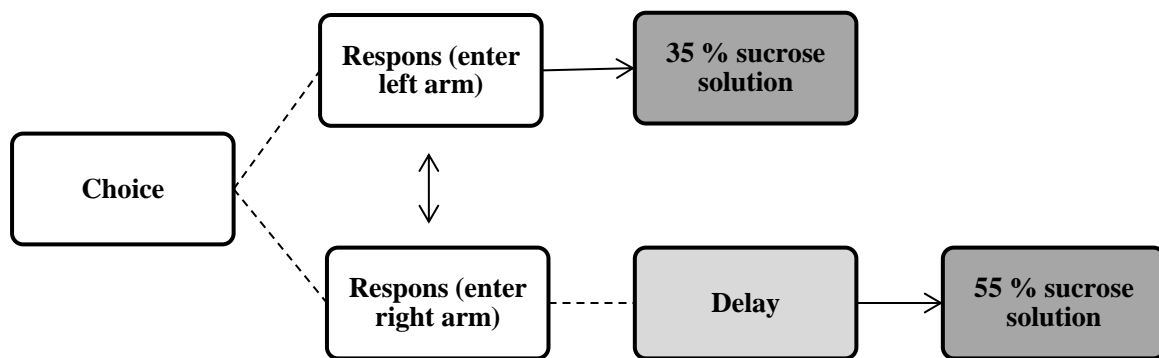 Respons (enter
left arm)
35 % sucrose
solution
Choice
Respons (enter
right arm)
Delay
55 % sucrose
solution